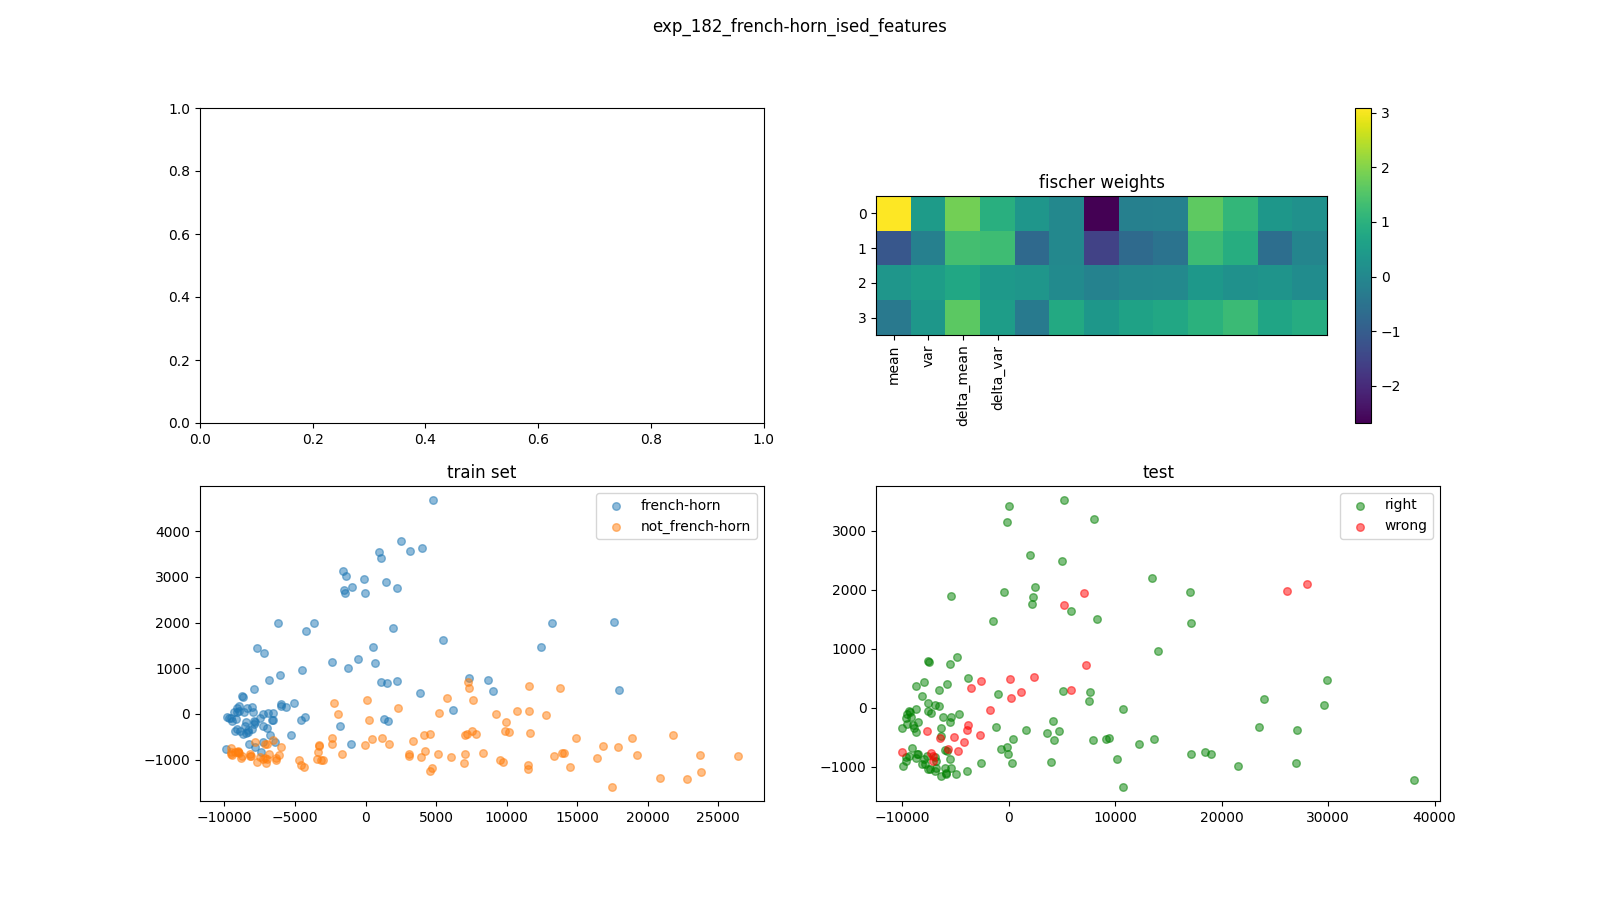 exp_182_french-horn_ised_features
1.0
0.8
0.6
0.4
0.2
0.0
0.0 0.2 0.4 0.6 0.8 1.0
fischer weights
0
1
2
3
mean var delta_mean delta_var
3
2
1
0
−1
−2
train set
french-horn
not_french-horn
4000
3000
2000
1000
0
−1000
−10000 −5000 0 5000 10000 15000 20000 25000
test
right
wrong
3000
2000
1000
0
−1000
−10000 0 10000 20000 30000 40000